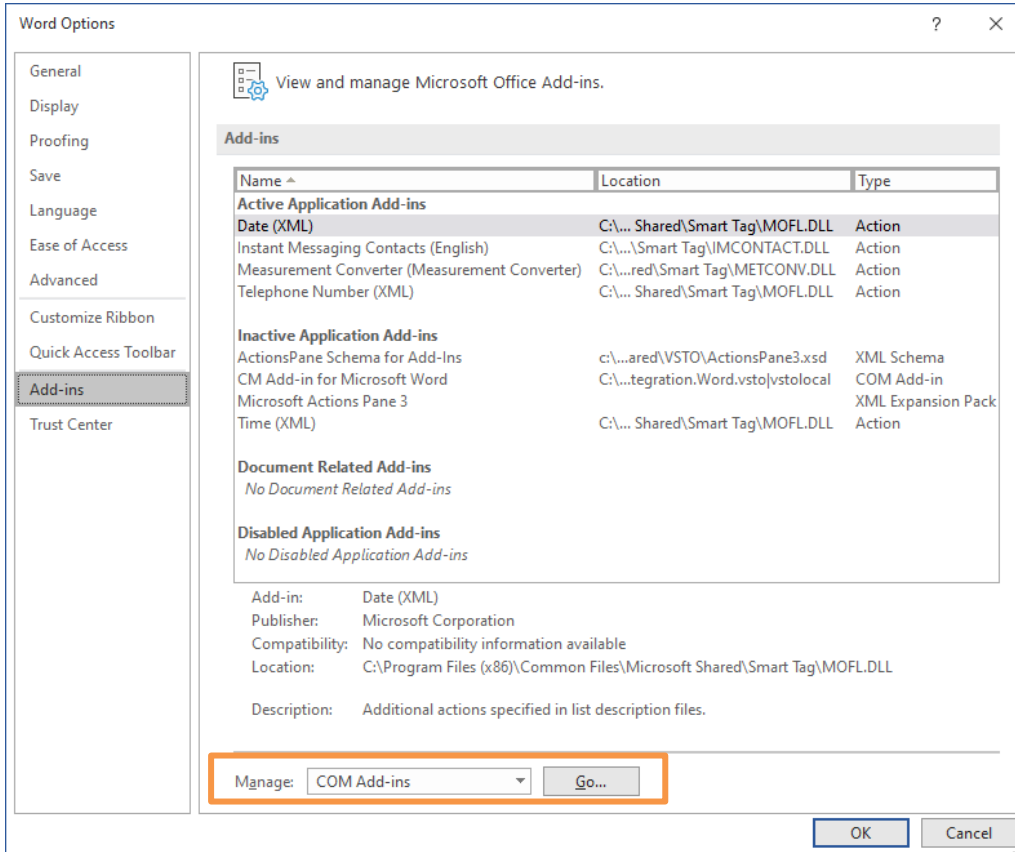 Word Options
?
General
Display
Proofing
Save
Language
Ease of Access
Advanced
Customize Ribbon
Quick Access Toolbar
Add-ins
Trust Center
View and manage Microsoft Office Add-ins.
Add-ins
Name Location Type
Active Application Add-ins
Date (XML) C:\... Shared\Smart Tag\MOFL.DLL Action
Instant Messaging Contacts (English) C:\...\Smart Tag\IMCONTACT.DLL Action
Measurement Converter (Measurement Converter) C:\...red\Smart Tag\METCONV.DLL Action
Telephone Number (XML) C:\... Shared\Smart Tag\MOFL.DLL Action
Inactive Application Add-ins
ActionsPane Schema for Add-Ins c:\...ared\VSTO\ActionsPane3.xsd XML Schema
CM Add-in for Microsoft Word C:\...tegration.Word.vsto|vstolocal COM Add-in
Microsoft Actions Pane 3 XML Expansion Pack
Time (XML) C:\... Shared\Smart Tag\MOFL.DLL Action
Document Related Add-ins
No Document Related Add-ins
Disabled Application Add-ins
No Disabled Application Add-ins
Add-in: Date (XML)
Publisher: Microsoft Corporation
Compatibility: No compatibility information available
Location: C:\Program Files (x86)\Common Files\Microsoft Shared\Smart Tag\MOFL.DLL
Description: Additional actions specified in list description files.
Manage: COM Add-ins Go...
OK Cancel